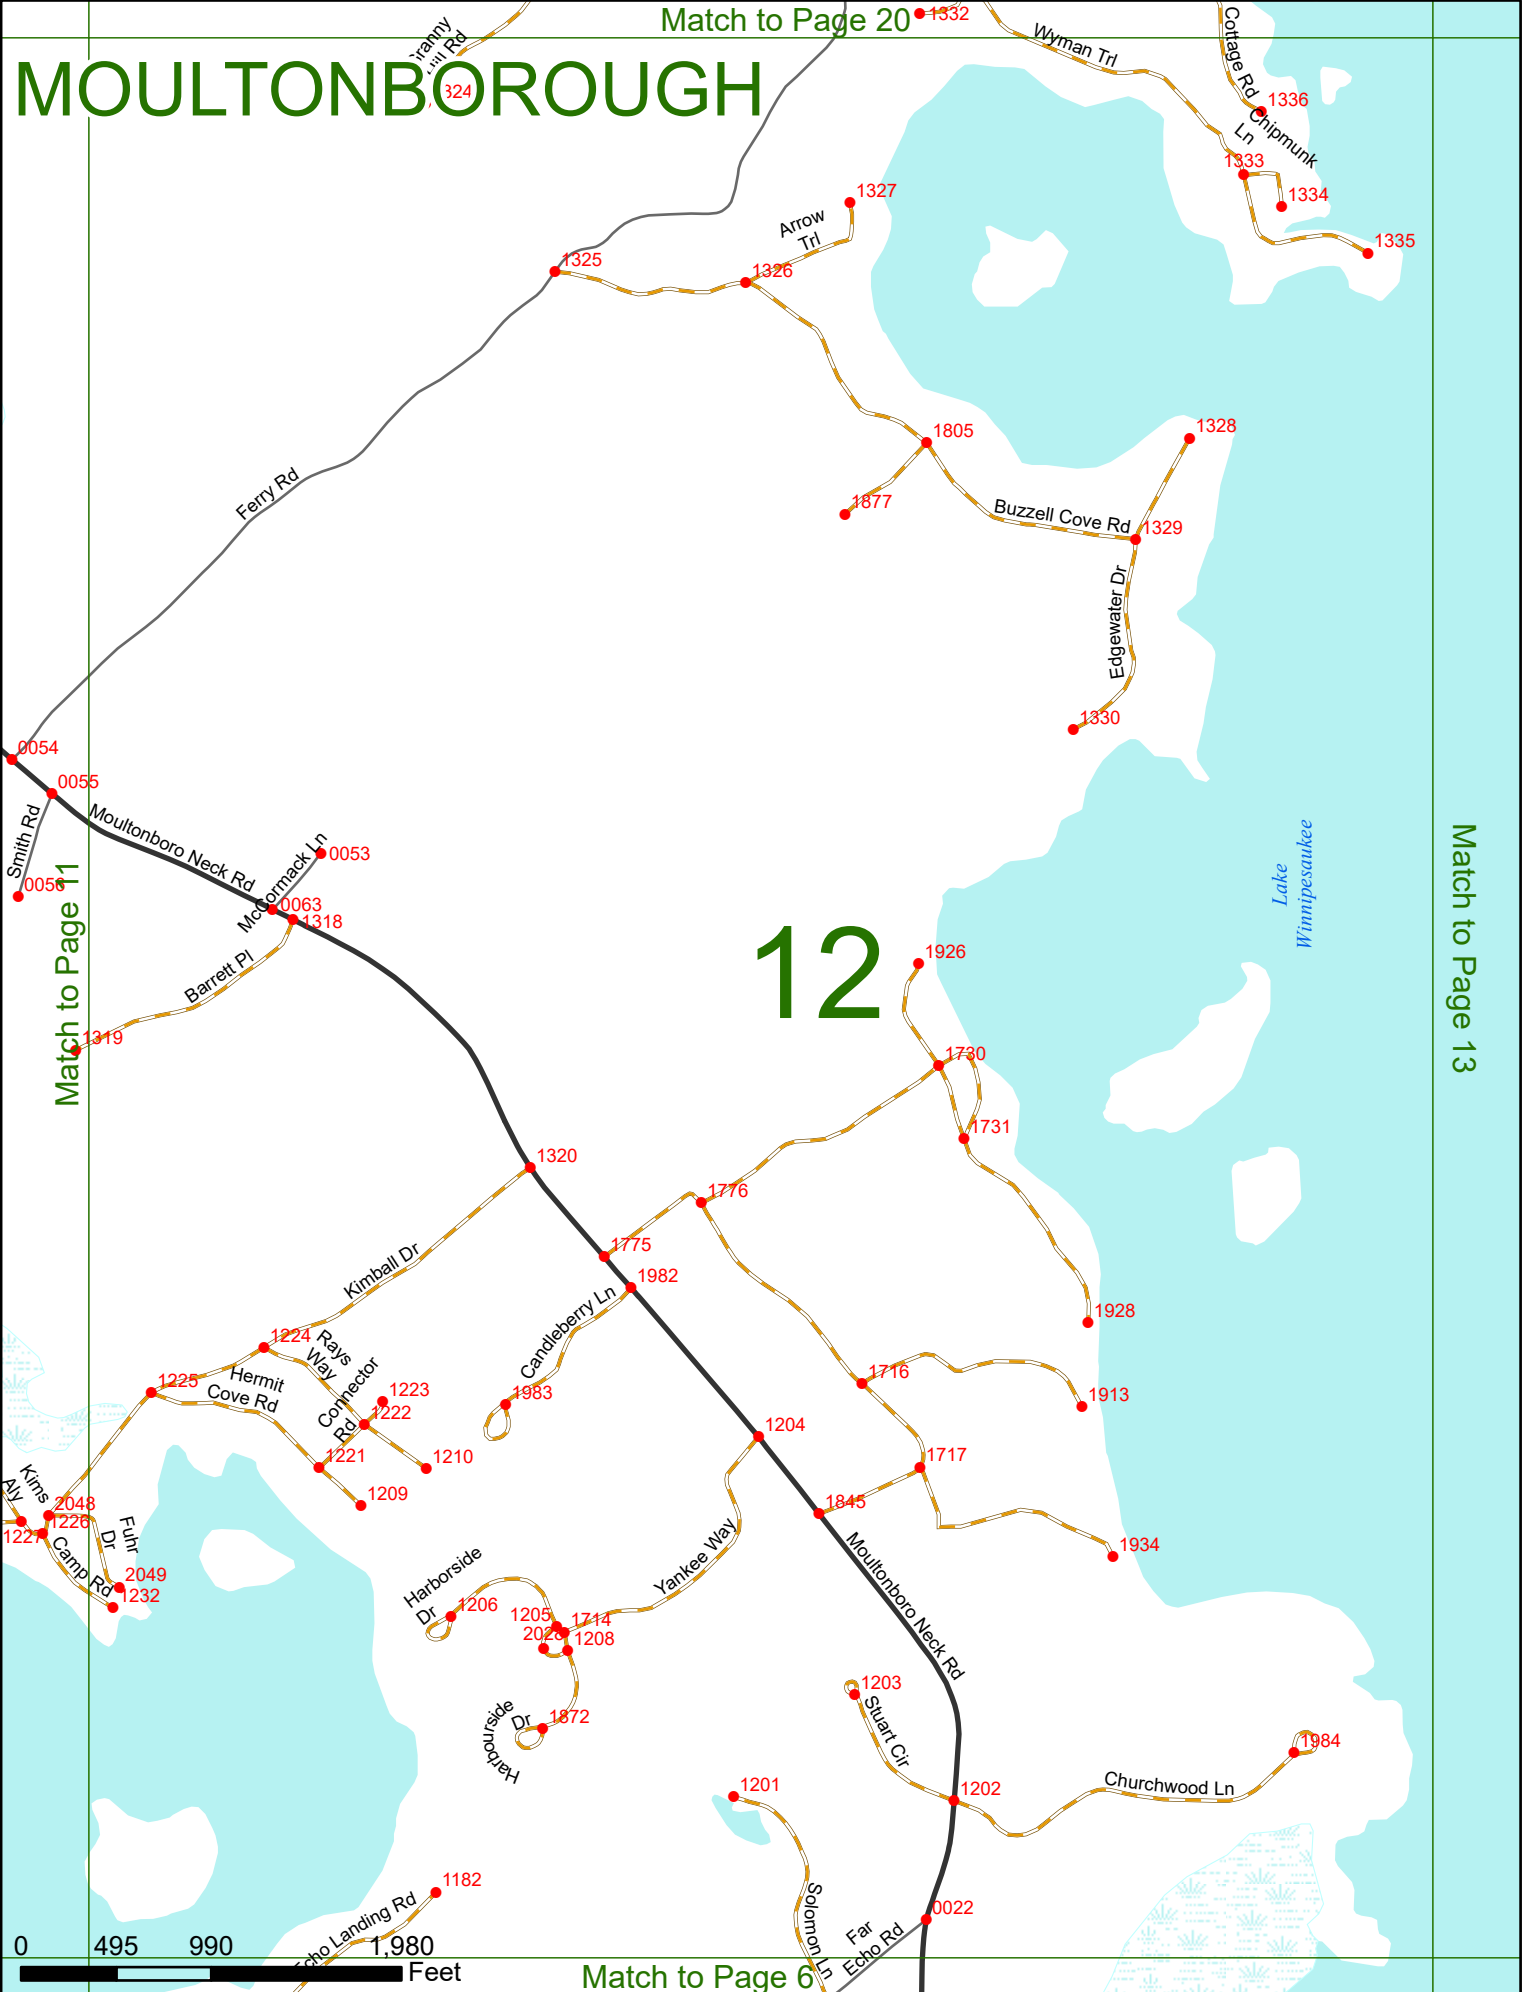 Match to Page 20
1332
Wyman Trl
Cottage Rd
Hill Rd
MOULTONBOROUGH
1336
Chipmunk
Ln
1333
1334
1335
1327
Arrow
Trl
1325
1326
1805
1328
1877
Buzzell Cove Rd
1329
Ferry Rd
Edgewater Dr
1330
0054
0055
Smith Rd
Moultonboro Neck Rd
McCormack Ln
0053
0056
0063
1318
Match to Page 11
Barrett Pl
1319
12
Lake
Winnipesaukee
Match to Page 13
1926
1730
1731
1320
1776
1775
1982
Kimball Dr
Candleberry Ln
1928
1224
Rays
Way
1225
Hermit
Cove Rd
Connector
Rd
1223
1222
1983
1716
1913
1221
1210
1209
1204
1717
1845
Kims
Aly
2048
1226
1227
Fuhr
Dr
Camp Rd
2049
1232
1934
Yankee Way
Moultonboro Neck Rd
Harborside
Dr
1206
1205
1714
2028
1208
1203
Stuart Cir
Harbourside
Dr
1872
1984
1201
1202
Churchwood Ln
1182
Echo Landing Rd
Solomon Ln
0022
Far
Echo Rd
0 495 990 1,980
Feet
Match to Page 6